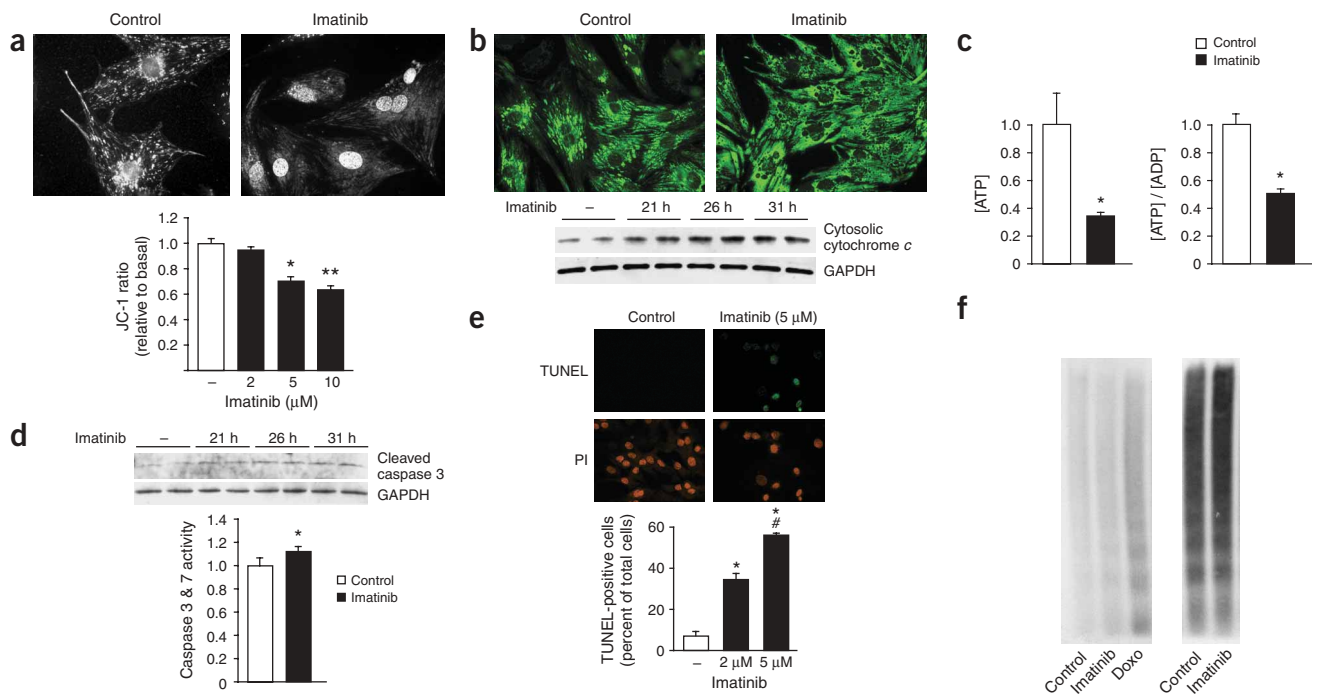 a
Control Imatinib
1.2
1.0
0.8
0.6
0.4
0.2
JC-1 ratio
(relative to basal)
* **
– 2 5 10
Imatinib (μM)
b
Control Imatinib
Imatinib – 21 h 26 h 31 h
Cytosolic
cytochrome c
GAPDH
c
Control
Imatinib
1.0
0.8
0.6
0.4
0.2
0
[ATP]
*
1.0
0.8
0.6
0.4
0.2
0
[ATP] / [ADP]
*
d
Imatinib – 21 h 26 h 31 h
Cleaved
caspase 3
GAPDH
1.4
1.2
1.0
0.8
0.6
0.4
0.2
0
Caspase 3 & 7 activity
*
Control
Imatinib
e
Control Imatinib (5 μM)
TUNEL
PI
60
40
20
0
TUNEL-positive cells
(percent of total cells)
*
*
#
– 2 μM 5 μM
Imatinib
f
Control Imatinib Doxo
Control Imatinib